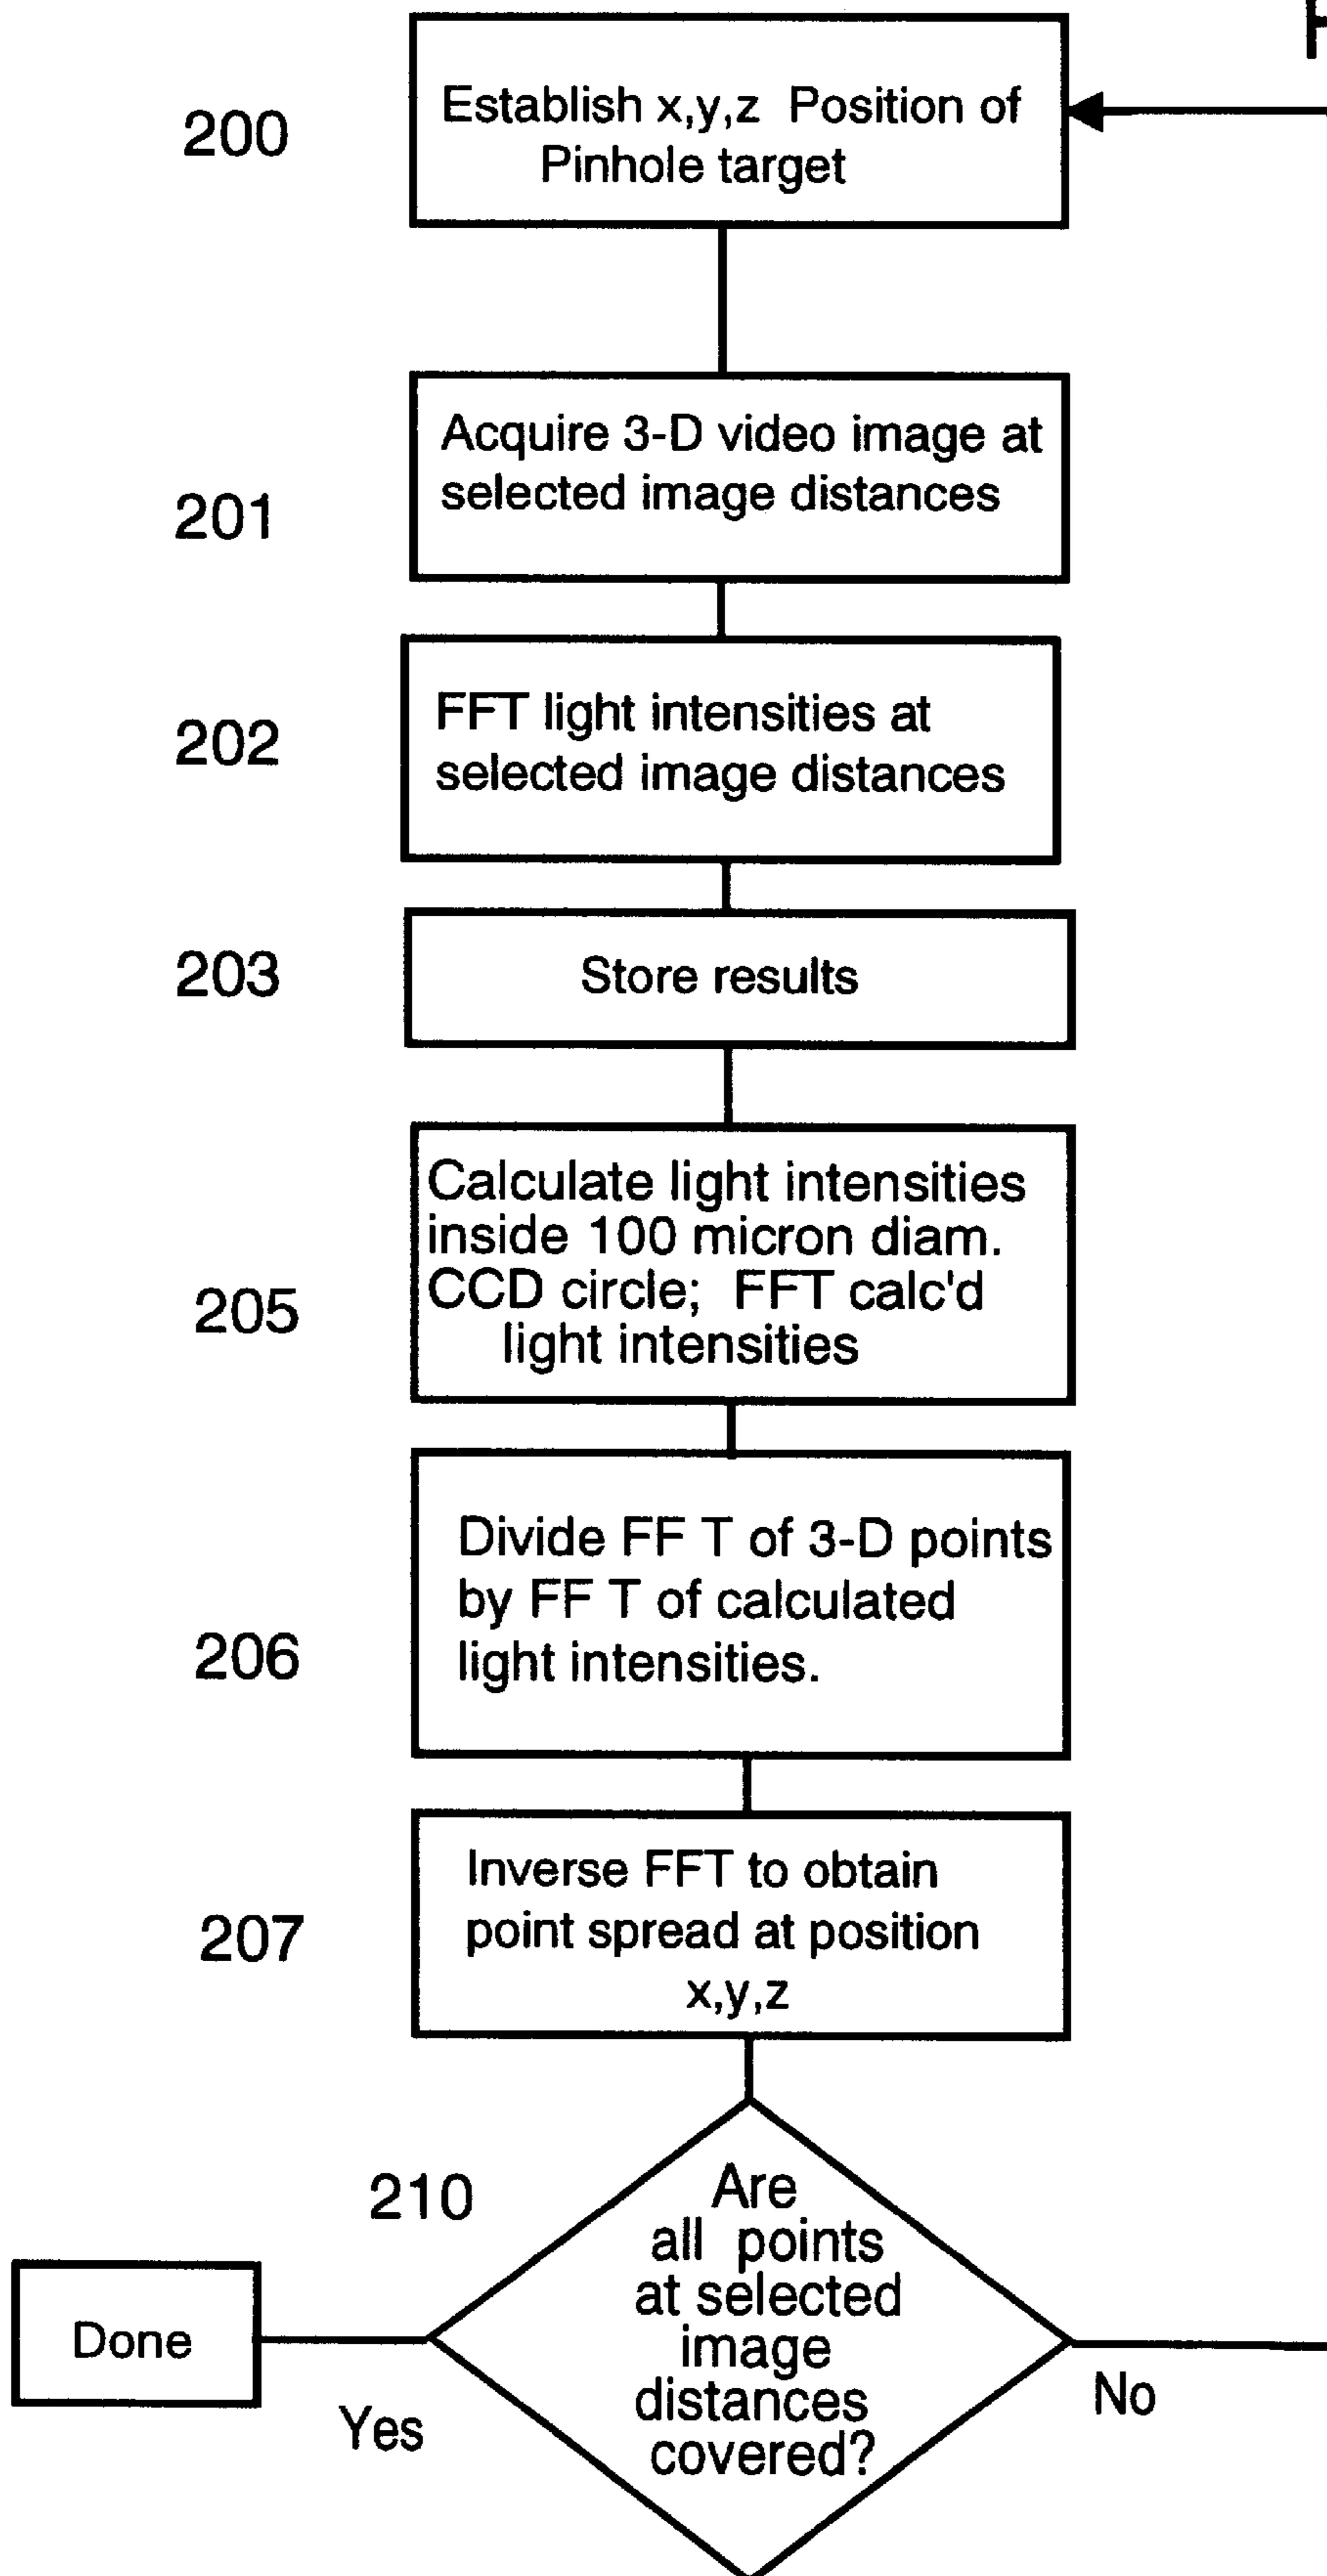 200
Establish x,y,z Position of
Pinhole target
201
Acquire 3-D video image at
selected image distances
202
FFT light intensities at
selected image distances
203
Store results
205
Calculate light intensities
inside 100 micron diam.
CCD circle; FFT calc'd
light intensities
206
Divide FF T of 3-D points
by FF T of calculated
light intensities.
207
Inverse FFT to obtain
point spread at position
x,y,z
210
Are
all points
at selected
image
distances
covered?
Done
Yes
No